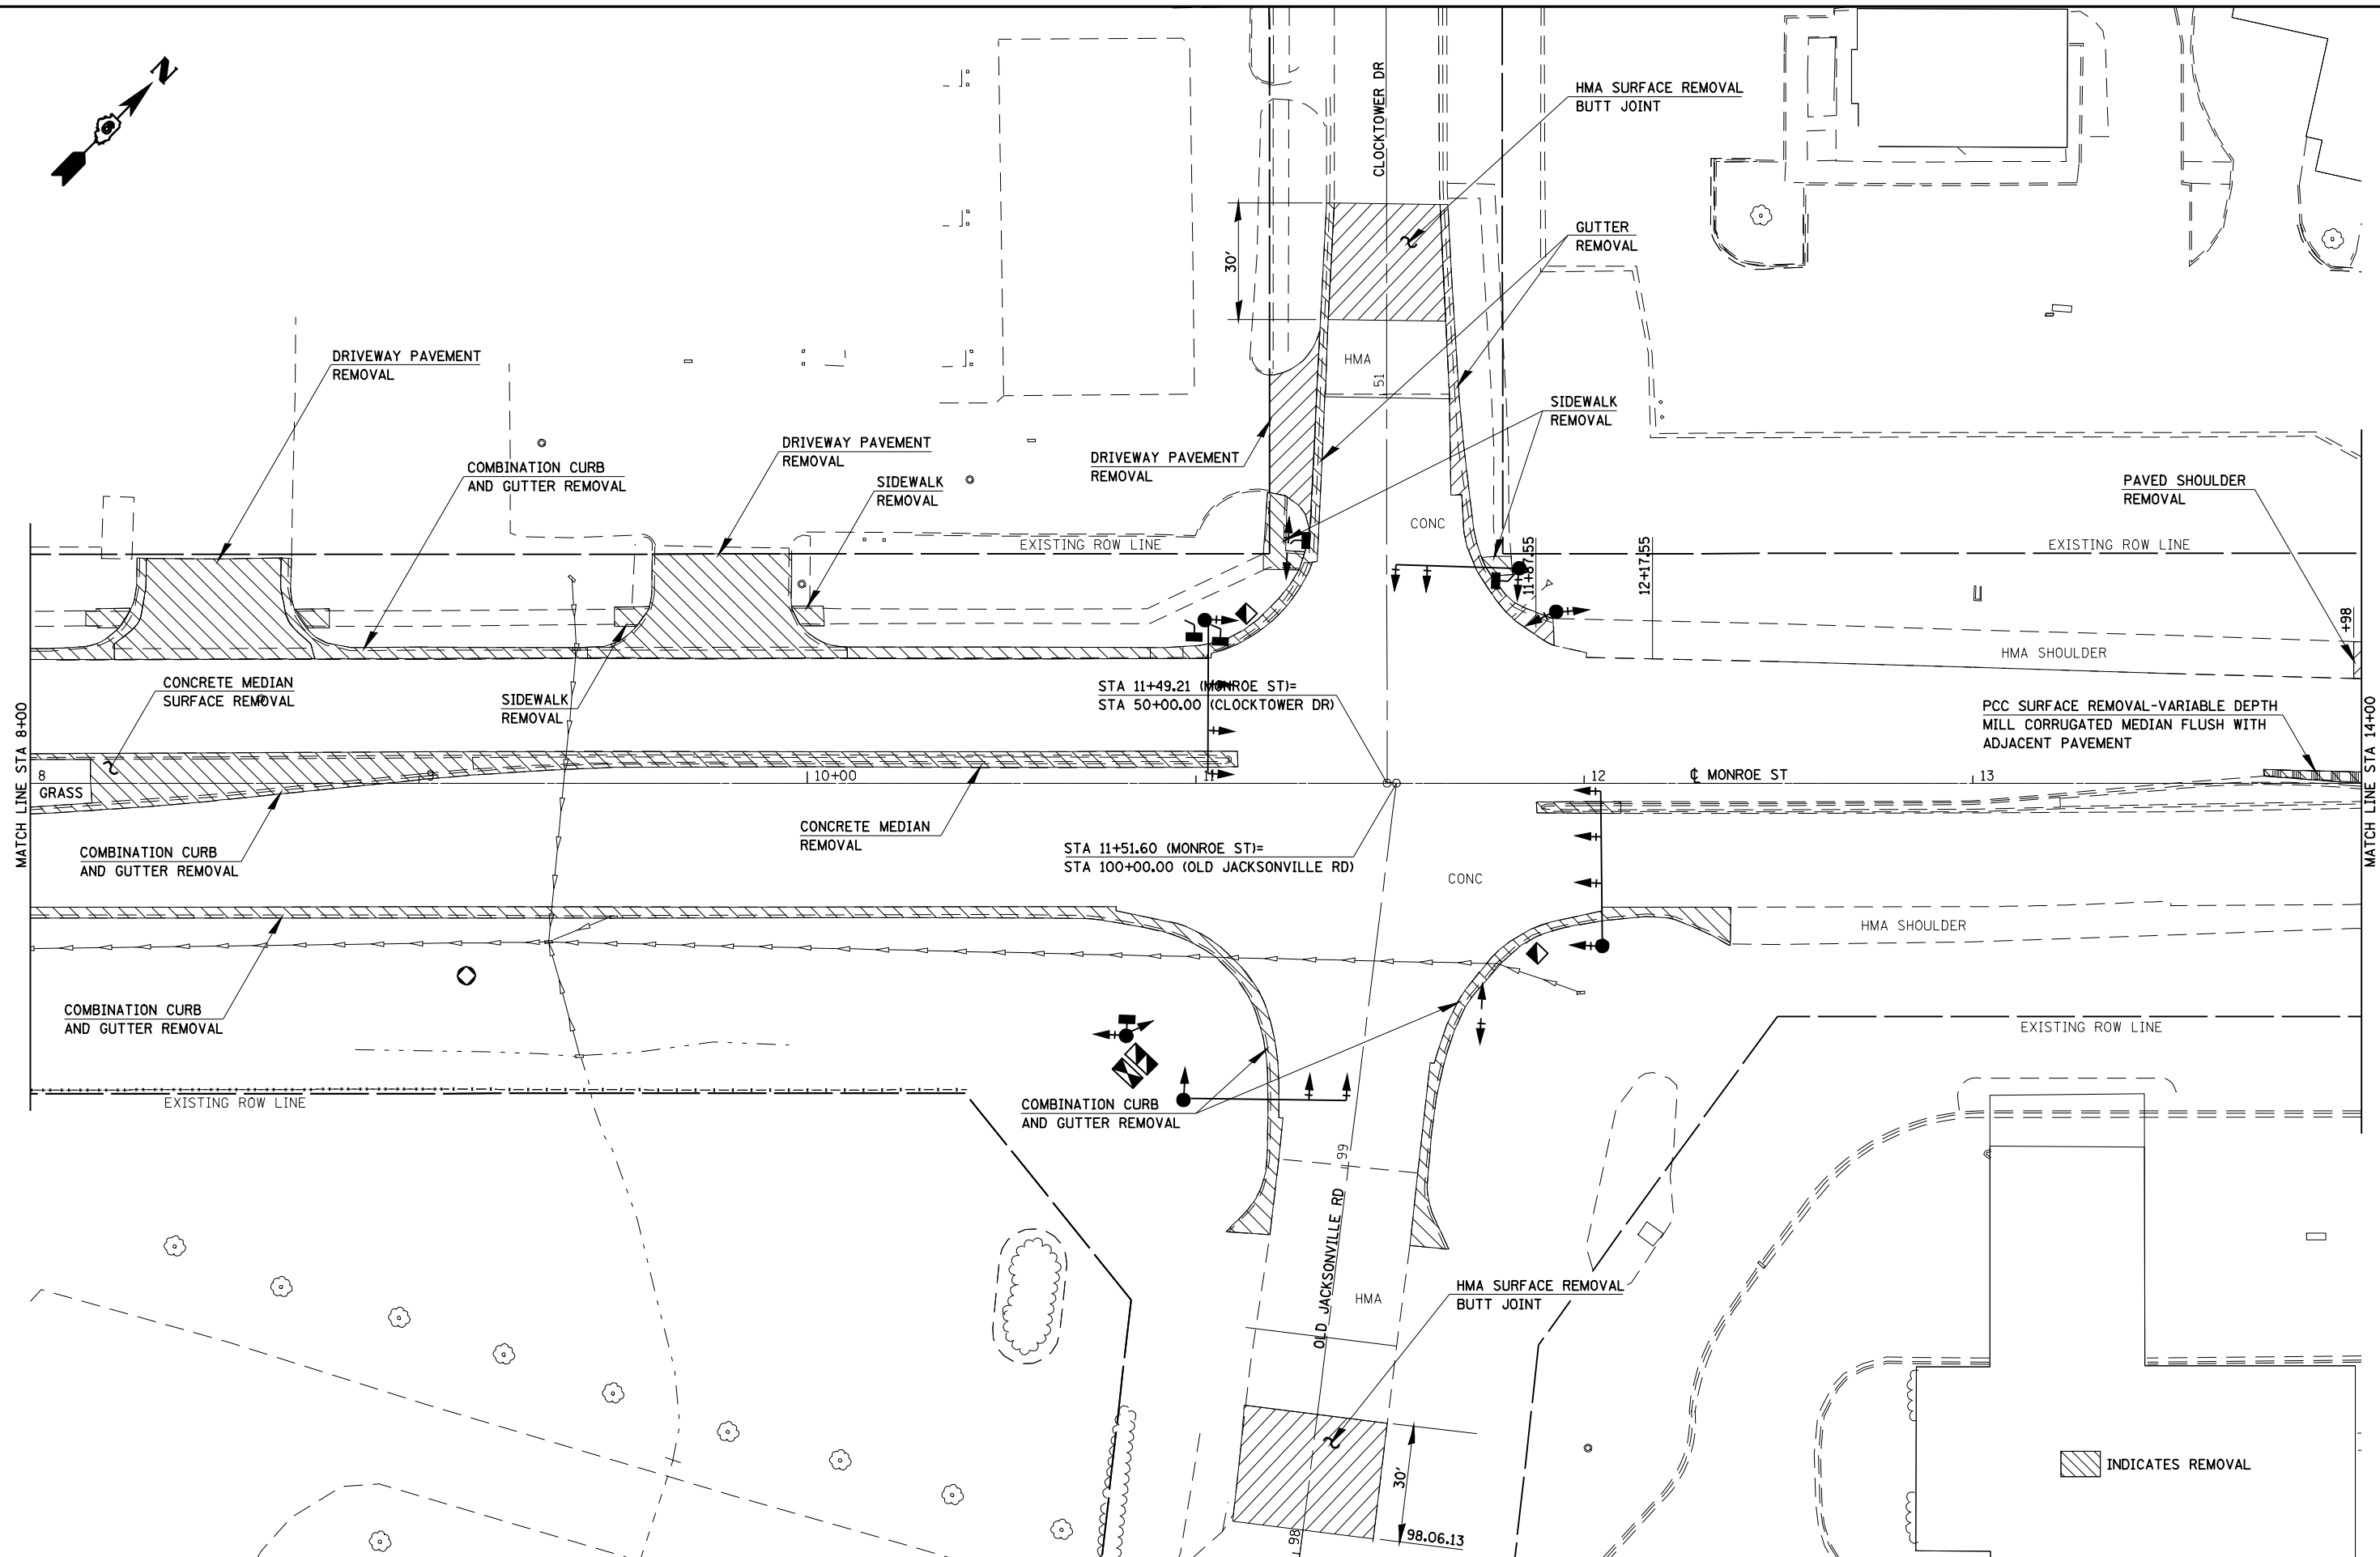 N
CLOCKTOWER DR
HMA SURFACE REMOVAL
BUTT JOINT
GUTTER
REMOVAL
30'
HMA
51
DRIVEWAY PAVEMENT
REMOVAL
COMBINATION CURB
AND GUTTER REMOVAL
DRIVEWAY PAVEMENT
REMOVAL
SIDEWALK
REMOVAL
DRIVEWAY PAVEMENT
REMOVAL
SIDEWALK
REMOVAL
PAVED SHOULDER
REMOVAL
CONC
EXISTING ROW LINE
EXISTING ROW LINE
11+87.55
12+17.55
+98
HMA SHOULDER
CONCRETE MEDIAN
SURFACE REMOVAL
SIDEWALK
REMOVAL
STA 11+49.21 (MONROE ST)=
STA 50+00.00 (CLOCKTOWER DR)
PCC SURFACE REMOVAL-VARIABLE DEPTH
MILL CORRUGATED MEDIAN FLUSH WITH
ADJACENT PAVEMENT
MATCH LINE STA 8+00
MATCH LINE STA 14+00
8
GRASS
9
10+00
11
12
℄ MONROE ST
13
COMBINATION CURB
AND GUTTER REMOVAL
CONCRETE MEDIAN
REMOVAL
STA 11+51.60 (MONROE ST)=
STA 100+00.00 (OLD JACKSONVILLE RD)
CONC
HMA SHOULDER
COMBINATION CURB
AND GUTTER REMOVAL
EXISTING ROW LINE
EXISTING ROW LINE
COMBINATION CURB
AND GUTTER REMOVAL
99
OLD JACKSONVILLE RD
HMA
HMA SURFACE REMOVAL
BUTT JOINT
30'
98
98.06.13
INDICATES REMOVAL